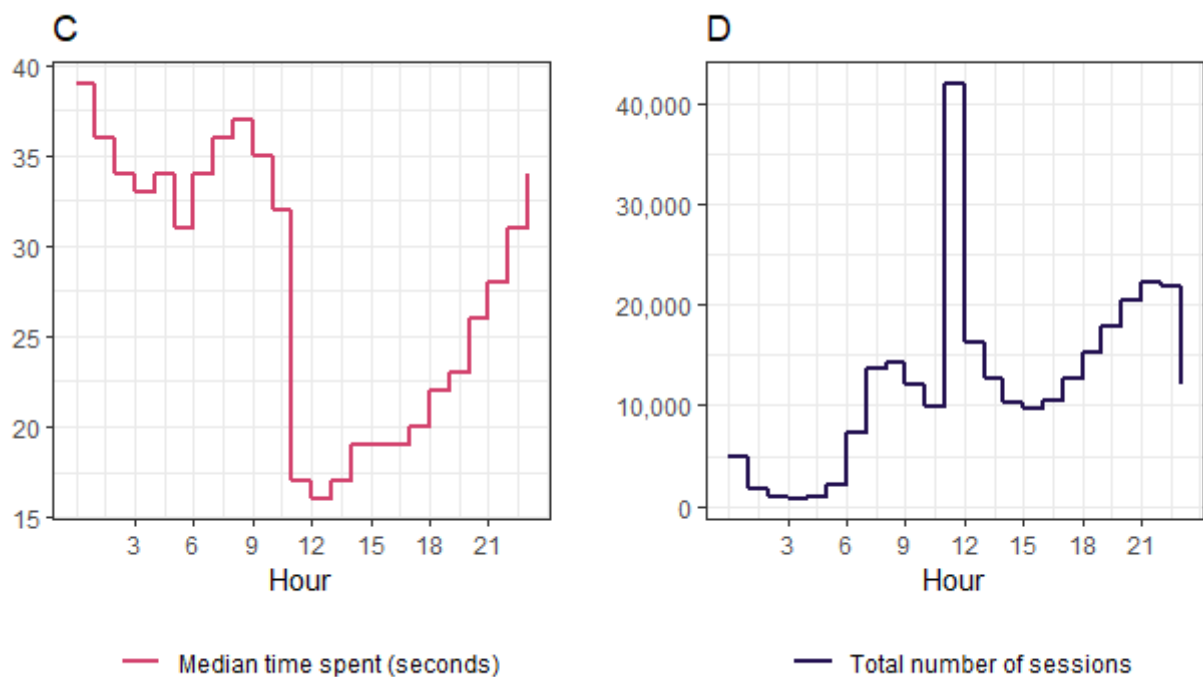 C
40
35
30
25
20
15
3 6 9 12 15 18 21
Hour
Median time spent (seconds)
D
40,000
30,000
20,000
10,000
0
3 6 9 12 15 18 21
Hour
Total number of sessions